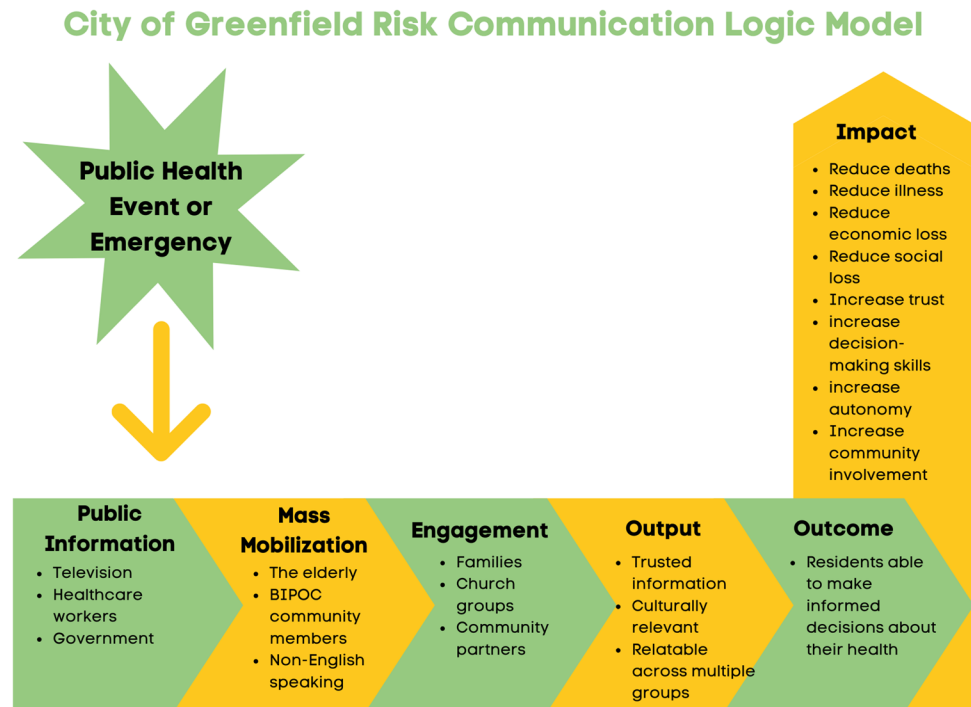 City of Greenfield Risk Communication Logic Model
Public Health
Event or
Emergency
Public
Information
• Television
• Healthcare
workers
• Government
Mass
Mobilization
• The elderly
• BIPOC
community
members
• Non-English
speaking
Engagement
• Families
• Church
groups
• Community
partners
Output
• Trusted
information
• Culturally
relevant
• Relatable
across multiple
groups
Outcome
• Residents able
to make
informed
decisions about
their health
Impact
• Reduce deaths
• Reduce illness
• Reduce
economic loss
• Reduce social
loss
• Increase trust
• increase
decision-
making skills
• increase
autonomy
• Increase
community
involvement